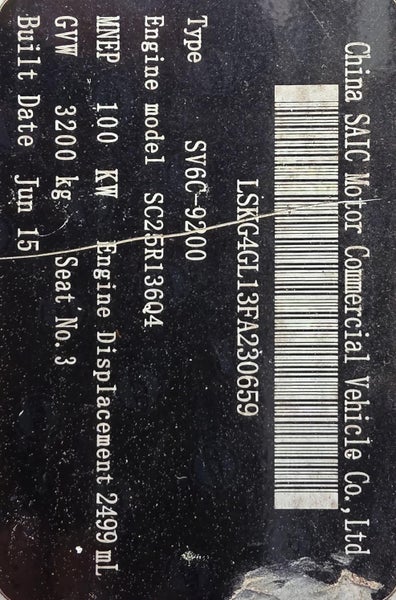 China SAIC Motor Commercial Vehicle Co.,Ltd
LSKG4GL13FA230659
Type SV6C-9200
Engine model SC25R136Q4
MNEP 100 KW Engine Displacement 2499 mL
GVW 3200 kg Seat No.3
Built Date Jun 15